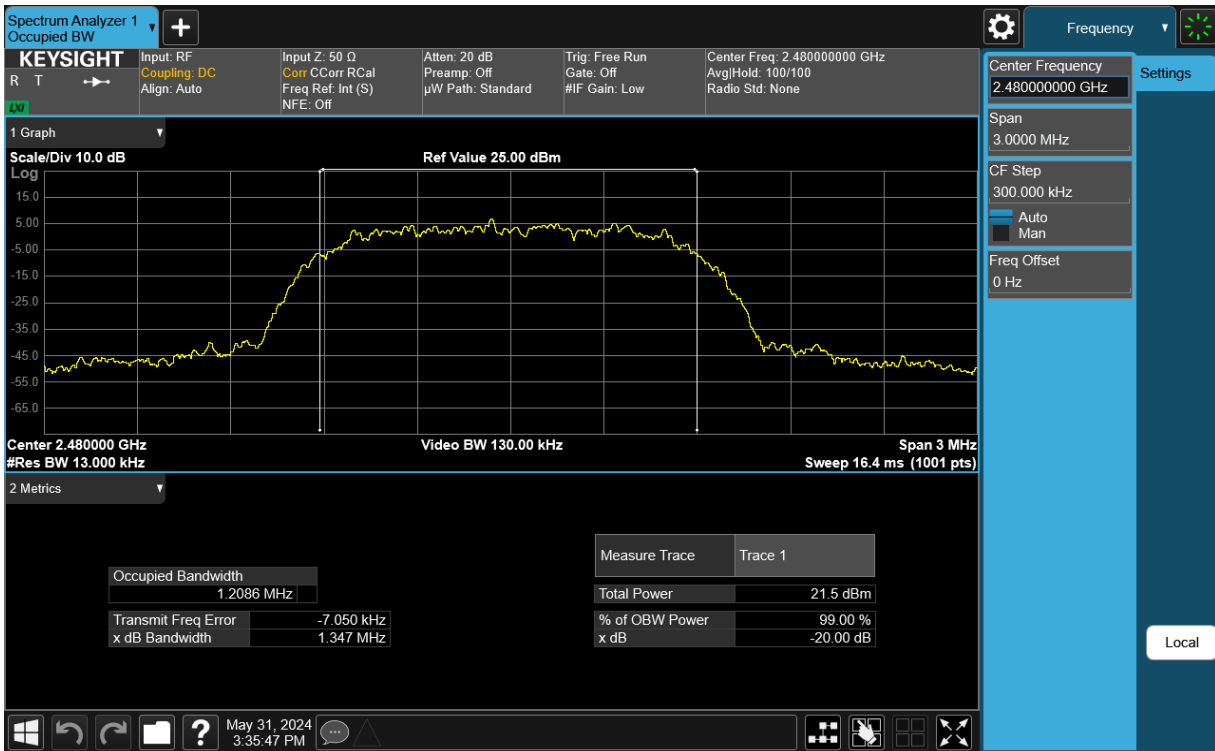 Spectrum Analyzer 1
Occupied BW
Frequency
KEYSIGHT
R T
LXI
Input: RF
Coupling: DC
Align: Auto
Input Z: 50 Ω
Corr CCorr RCal
Freq Ref: Int (S)
NFE: Off
Atten: 20 dB
Preamp: Off
µW Path: Standard
Trig: Free Run
Gate: Off
#IF Gain: Low
Center Freq: 2.480000000 GHz
Avg|Hold: 100/100
Radio Std: None
Center Frequency
2.480000000 GHz
Settings
Span
3.0000 MHz
CF Step
300.000 kHz
Auto
Man
Freq Offset
0 Hz
Local
1 Graph
Scale/Div 10.0 dB
Ref Value 25.00 dBm
Log
15.0
5.00
-5.00
-15.0
-25.0
-35.0
-45.0
-55.0
-65.0
Center 2.480000 GHz
Video BW 130.00 kHz
Span 3 MHz
#Res BW 13.000 kHz
Sweep 16.4 ms (1001 pts)
2 Metrics
Measure Trace Trace 1
Occupied Bandwidth
1.2086 MHz
Total Power 21.5 dBm
Transmit Freq Error -7.050 kHz
% of OBW Power 99.00 %
x dB Bandwidth 1.347 MHz
x dB -20.00 dB
?
May 31, 2024
3:35:47 PM